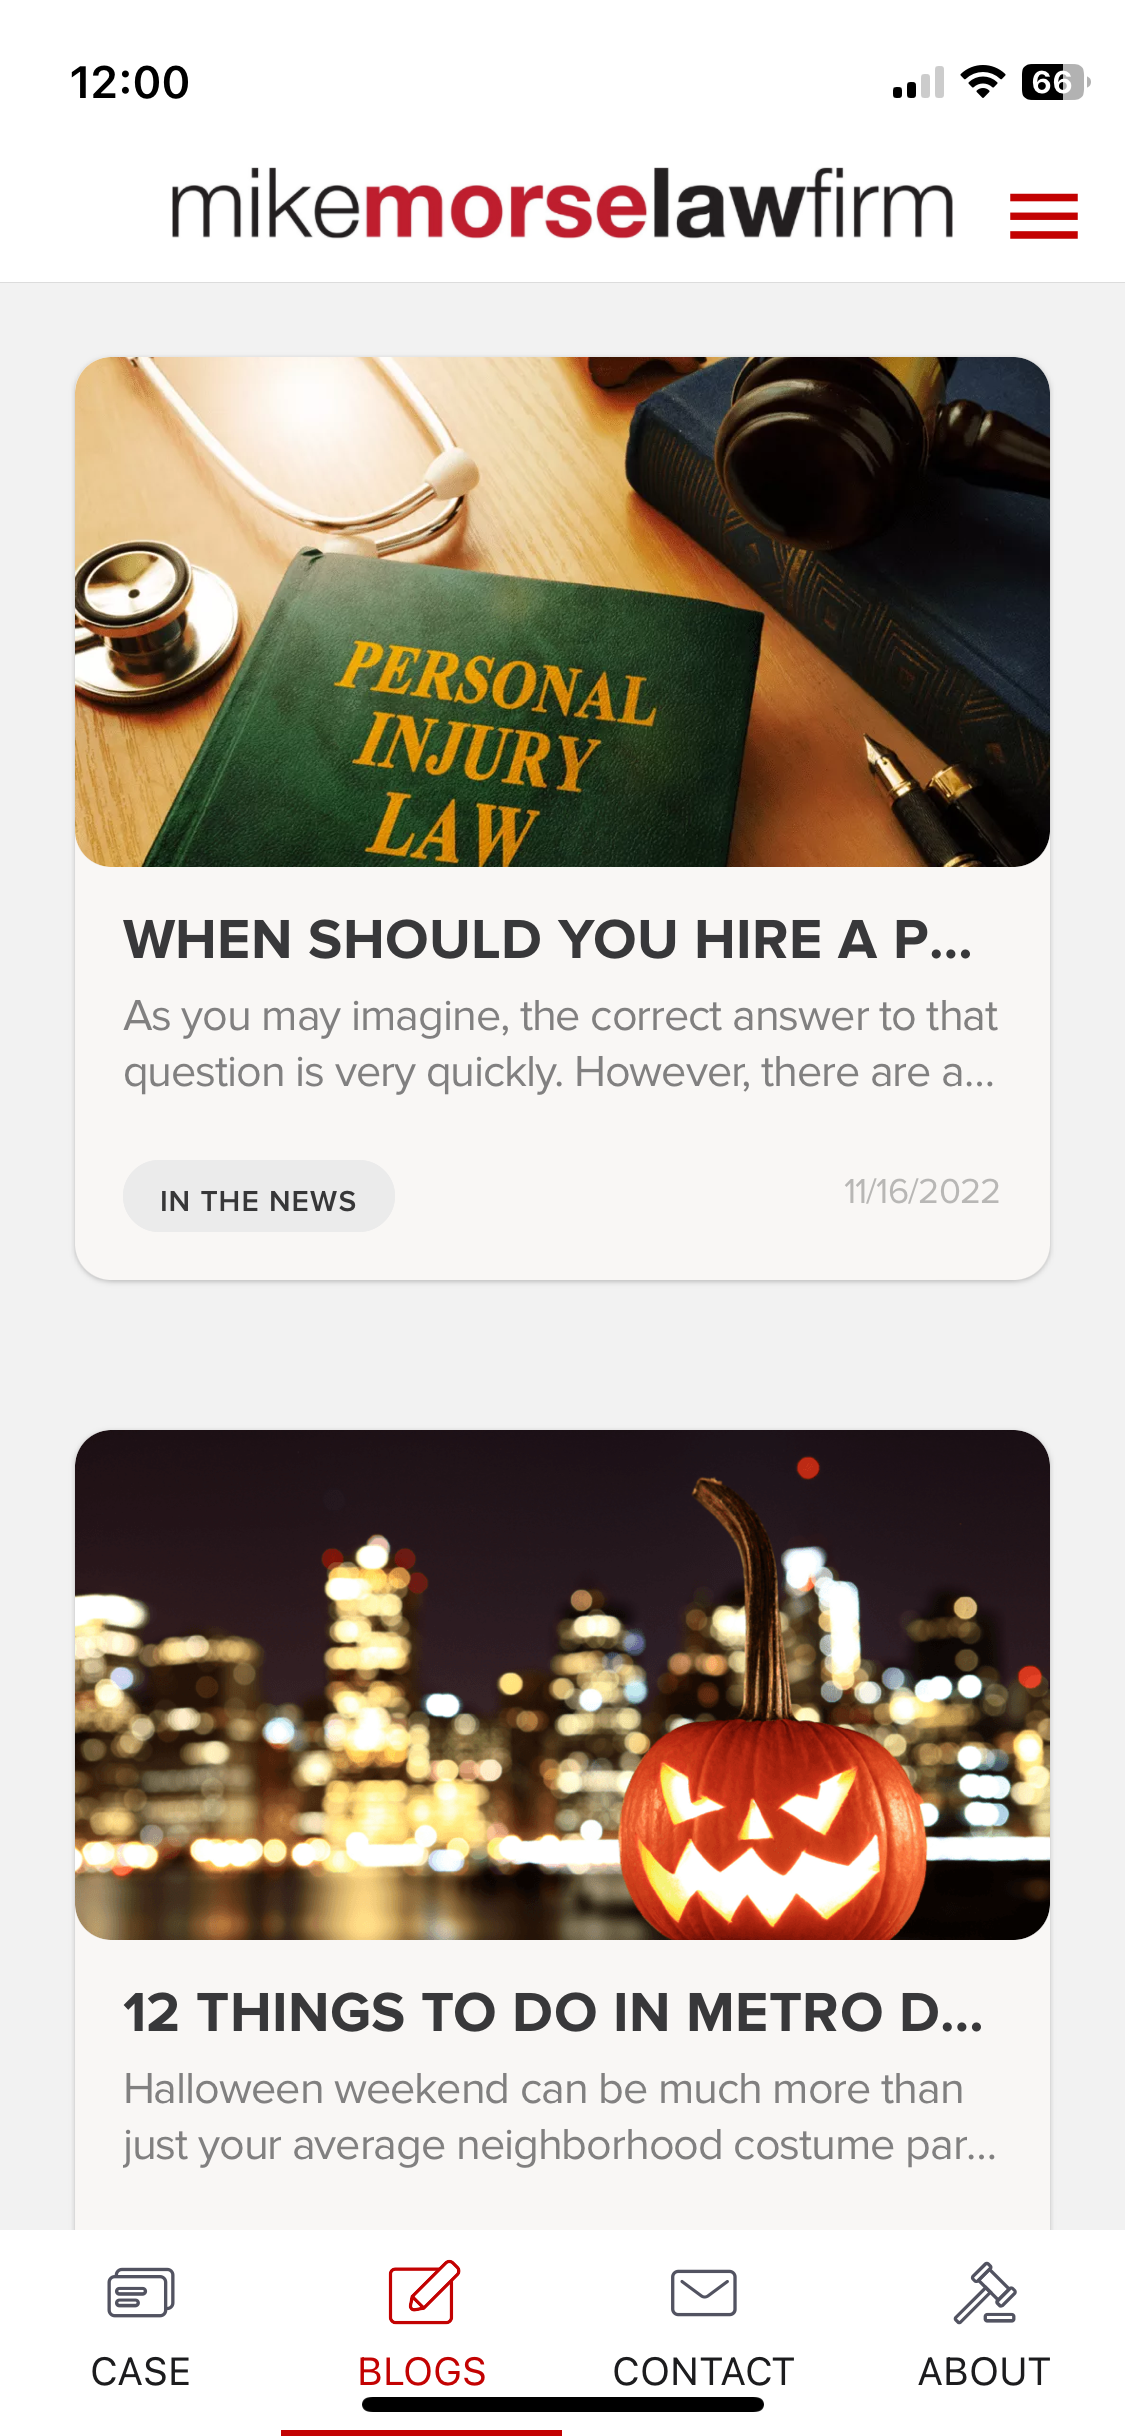 12:00
66
mikemorselawfirm
PERSONAL
INJURY
LAW
WHEN SHOULD YOU HIRE A P...
As you may imagine, the correct answer to that
question is very quickly. However, there are a...
IN THE NEWS
11/16/2022
12 THINGS TO DO IN METRO D...
Halloween weekend can be much more than
just your average neighborhood costume par...
CASE
BLOGS
CONTACT
ABOUT